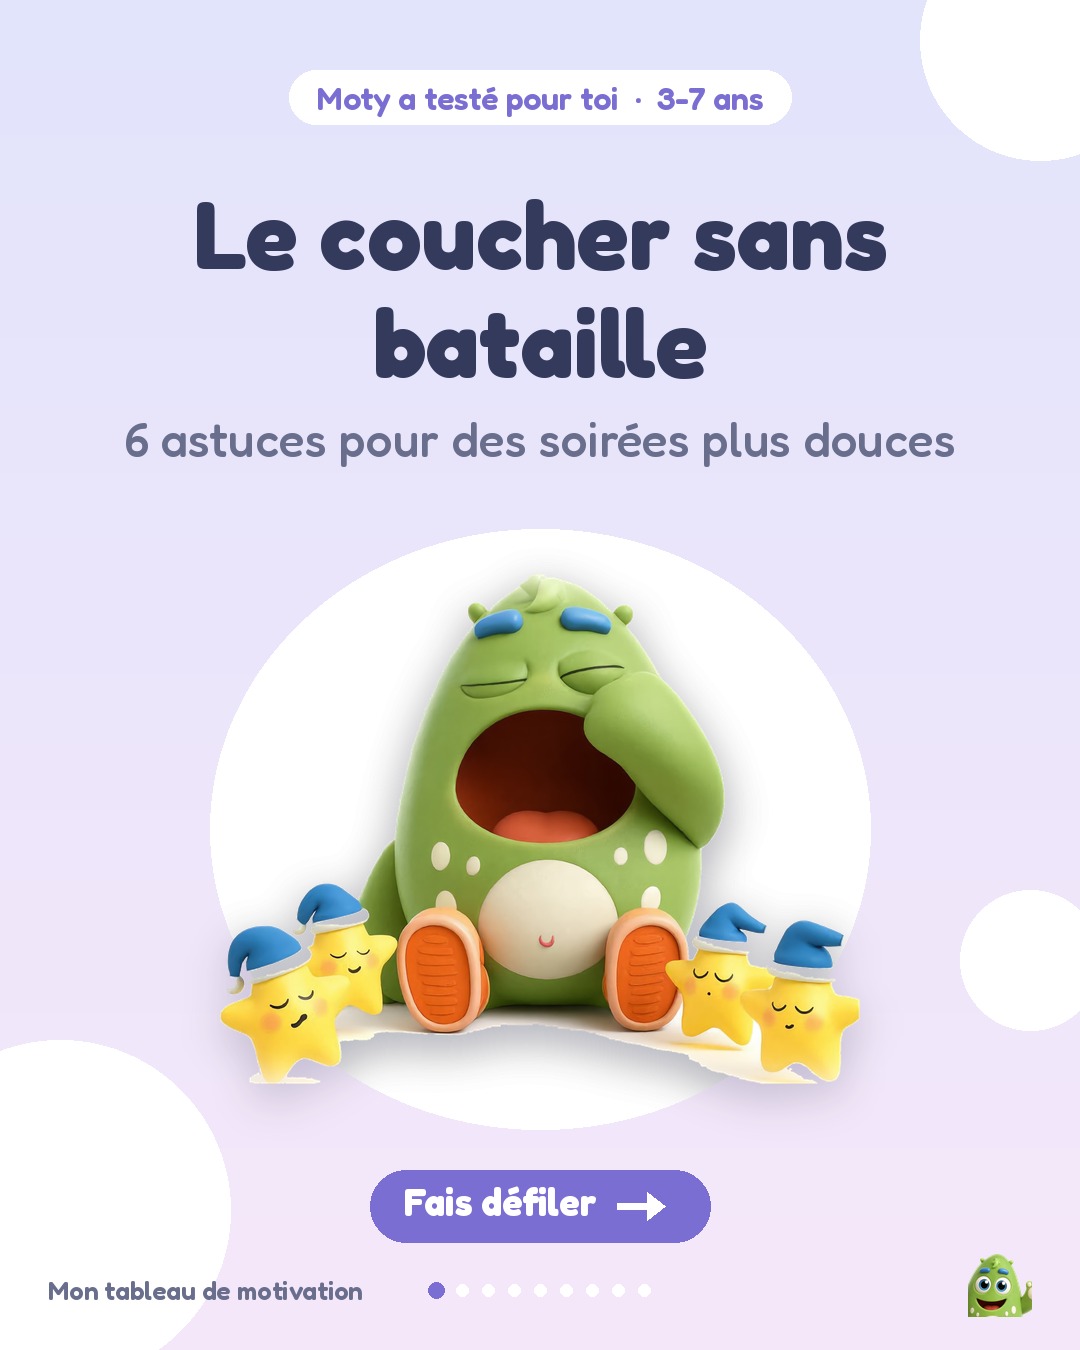 Moty a testé pour toi · 3-7 ans
Le coucher sans
bataille
6 astuces pour des soirées plus douces
Fais défiler →
Mon tableau de motivation